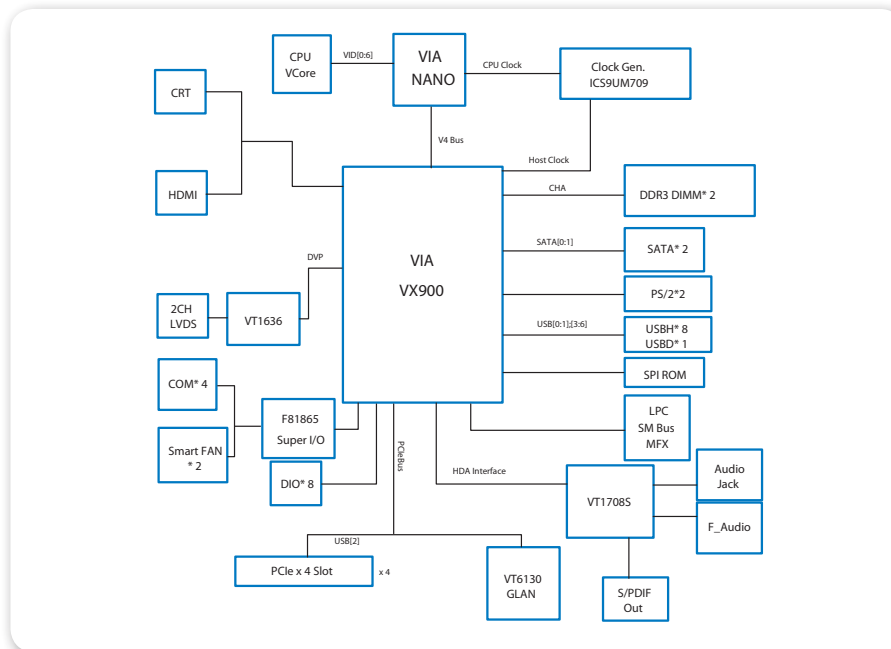 CPU
VCore
VID[0:6]
VIA
NANO
CPU Clock
Clock Gen.
ICS9UM709
CRT
V4 Bus
Host Clock
HDMI
CHA
DDR3 DIMM* 2
VIA
VX900
SATA[0:1]
SATA* 2
DVP
PS/2*2
2CH
LVDS
VT1636
USB[0:1];[3:6]
USBH* 8
USBD* 1
SPI ROM
COM* 4
F81865
Super I/O
LPC
SM Bus
MFX
Smart FAN
* 2
DIO* 8
PCIeBus
HDA Interface
VT1708S
Audio
Jack
F_Audio
USB[2]
PCIe x 4 Slot
x 4
VT6130
GLAN
S/PDIF
Out